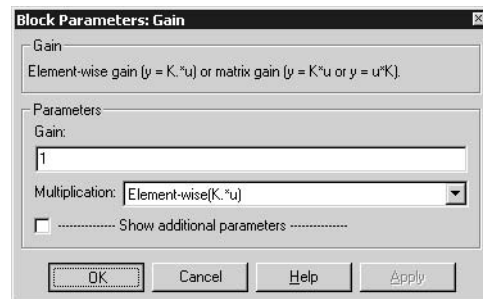 Block Parameters: Gain
Gain
Element-wise gain (y = K.*u) or matrix gain (y = K*u or y = u*K).
Parameters
Gain:
1
Multiplication: Element-wise(K.*u)
-------------- Show additional parameters --------------
OK Cancel Help Apply